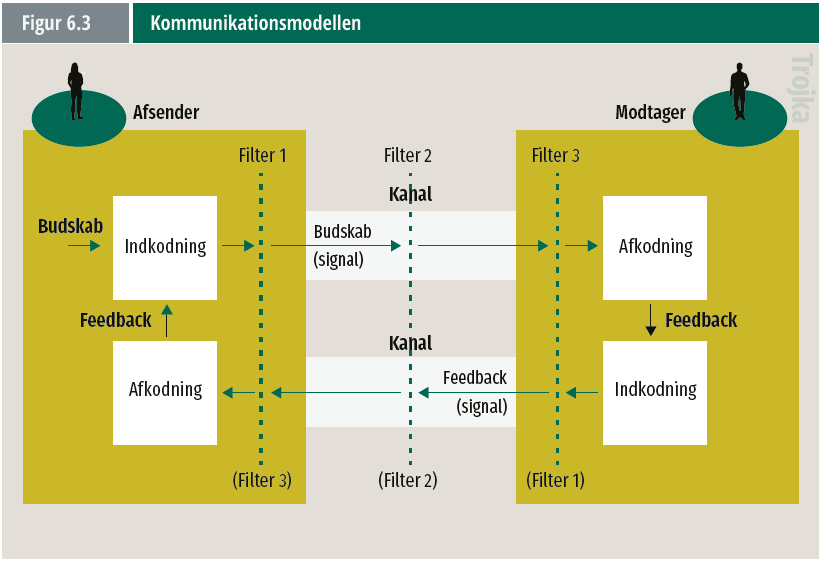 Figur 6.3
Kommunikationsmodellen
Trojka
Afsender
Modtager
Filter 1
Filter 2
Filter 3
Kanal
Budskab
Indkodning
Budskab
(signal)
Afkodning
Feedback
Feedback
Kanal
Afkodning
Feedback
(signal)
Indkodning
(Filter 3)
(Filter 2)
(Filter 1)